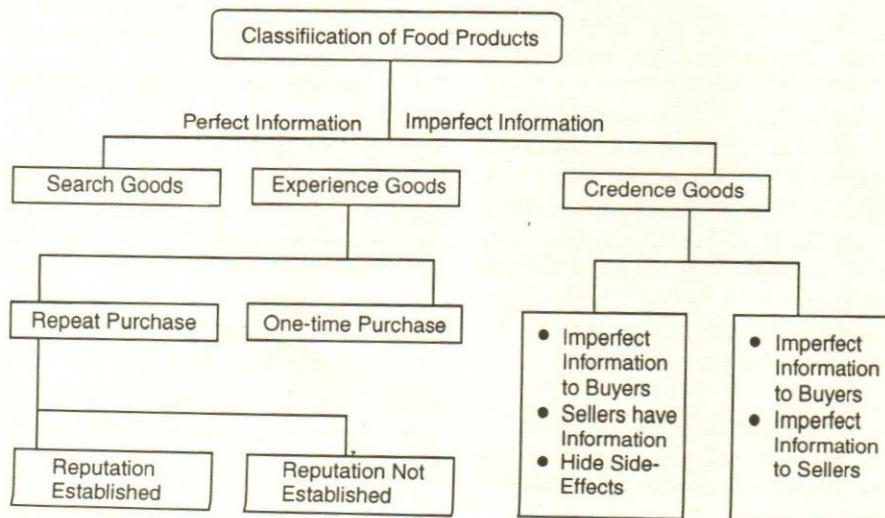 Classifiication of Food Products
Perfect Information
Imperfect Information
Search Goods
Experience Goods
Credence Goods
Repeat Purchase
One-time Purchase
● Imperfect
Information
to Buyers
● Sellers have
Information
● Hide Side-
Effects
● Imperfect
Information
to Buyers
● Imperfect
Information
to Sellers
Reputation
Established
Reputation Not
Established